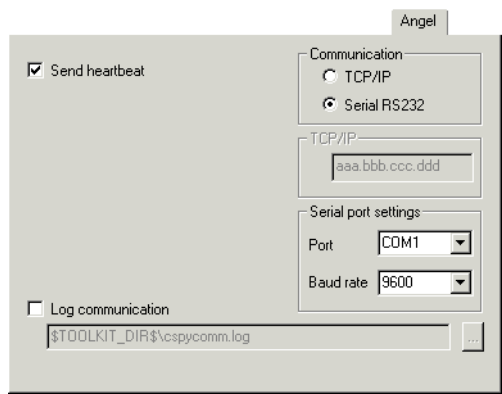 Angel
Send heartbeat
Communication
TCP/IP
Serial RS232
TCP/IP
aaa.bbb.ccc.ddd
Serial port settings
Port COM1
Baud rate 9600
Log communication
$TOOLKIT_DIR$\cspycomm.log
...